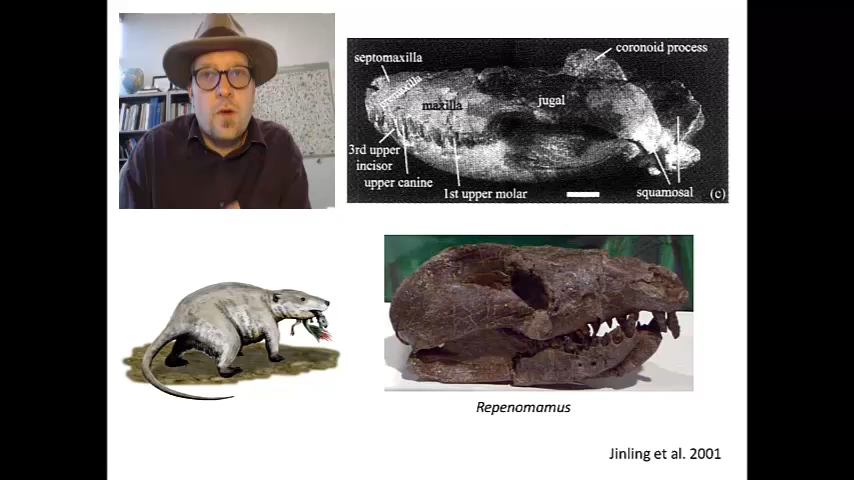 coronoid process
septomaxilla
premaxilla
maxilla
jugal
3rd upper
incisor
upper canine
1st upper molar
squamosal
(c)
Repenomamus
Jinling et al. 2001